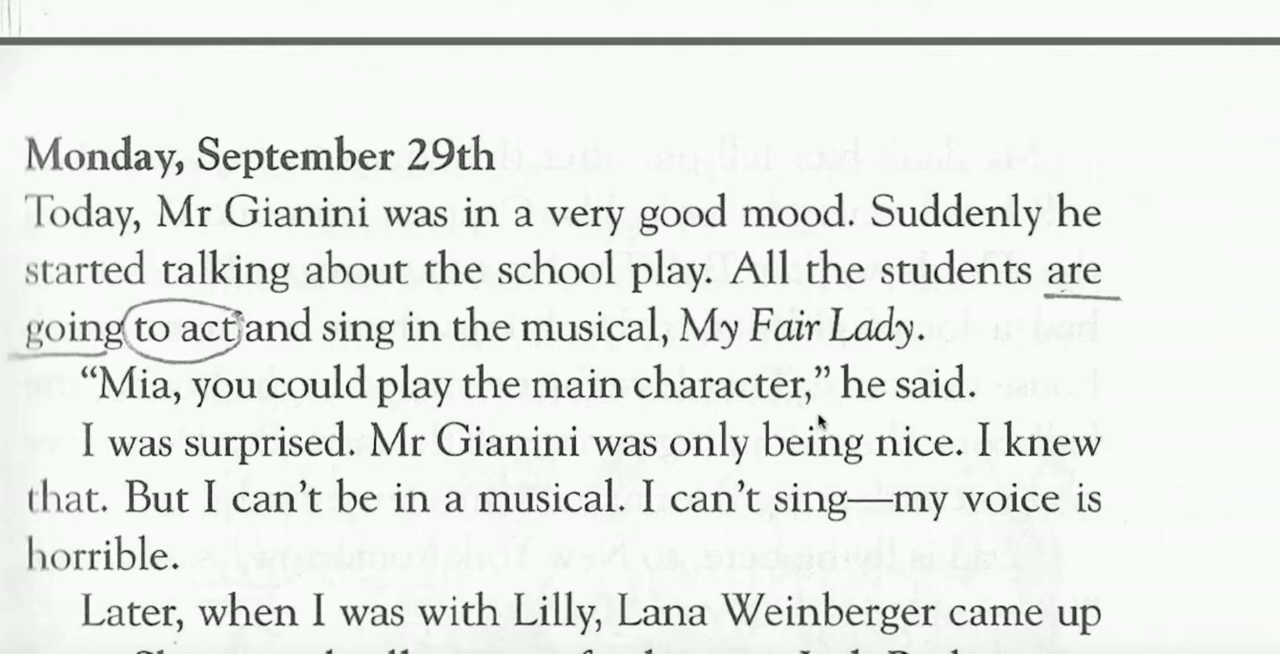 Monday, September 29th
Today, Mr Gianini was in a very good mood. Suddenly he
started talking about the school play. All the students are
going to act and sing in the musical, My Fair Lady.
“Mia, you could play the main character,” he said.
I was surprised. Mr Gianini was only being nice. I knew
that. But I can’t be in a musical. I can’t sing—my voice is
horrible.
Later, when I was with Lilly, Lana Weinberger came up